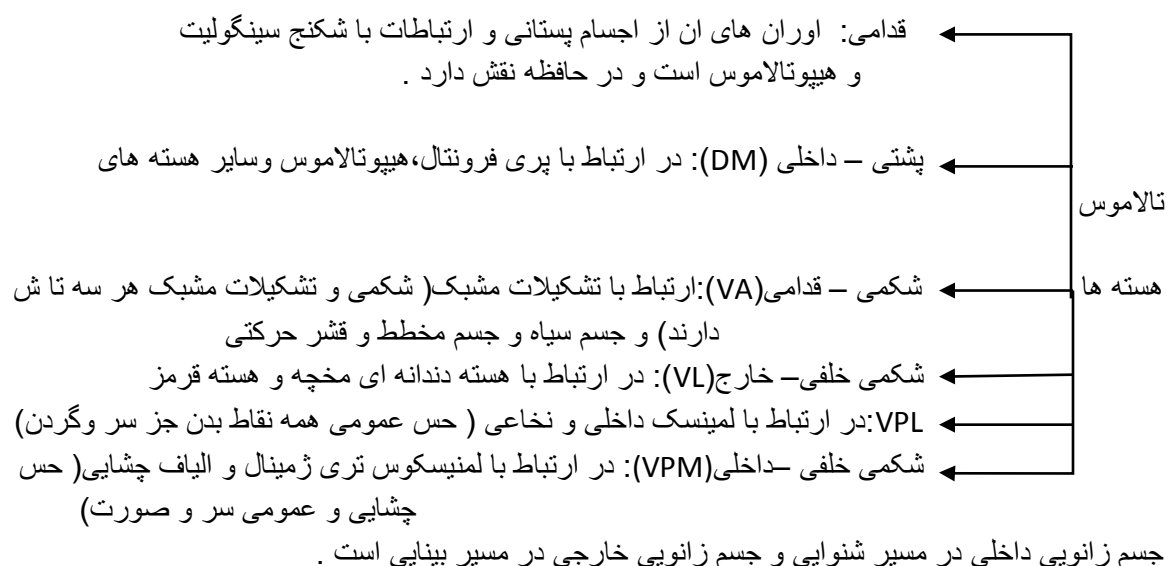 قدامی: اوران های ان از اجسام پستانی و ارتباطات با شکنج سینگولیت
و هیپوتالاموس است و در حافظه نقش دارد .
پشتی – داخلی (DM): در ارتباط با پری فرونتال،هیپوتالاموس وسایر هسته های
تالاموس
هسته ها
شکمی – قدامی(VA):ارتباط با تشکیلات مشبک( شکمی و تشکیلات مشبک هر سه تا ش
دارند) و جسم سیاه و جسم مخطط و قشر حرکتی
شکمی خلفی– خارج(VL): در ارتباط با هسته دندانه ای مخچه و هسته قرمز
VPL:در ارتباط با لمینسک داخلی و نخاعی ( حس عمومی همه نقاط بدن جز سر وگردن)
شکمی خلفی –داخلی(VPM): در ارتباط با لمنیسکوس تری ژمینال و الیاف چشایی( حس
چشایی و عمومی سر و صورت)
جسم زانویی داخلی در مسیر شنوایی و جسم زانویی خارجی در مسیر بینایی است .